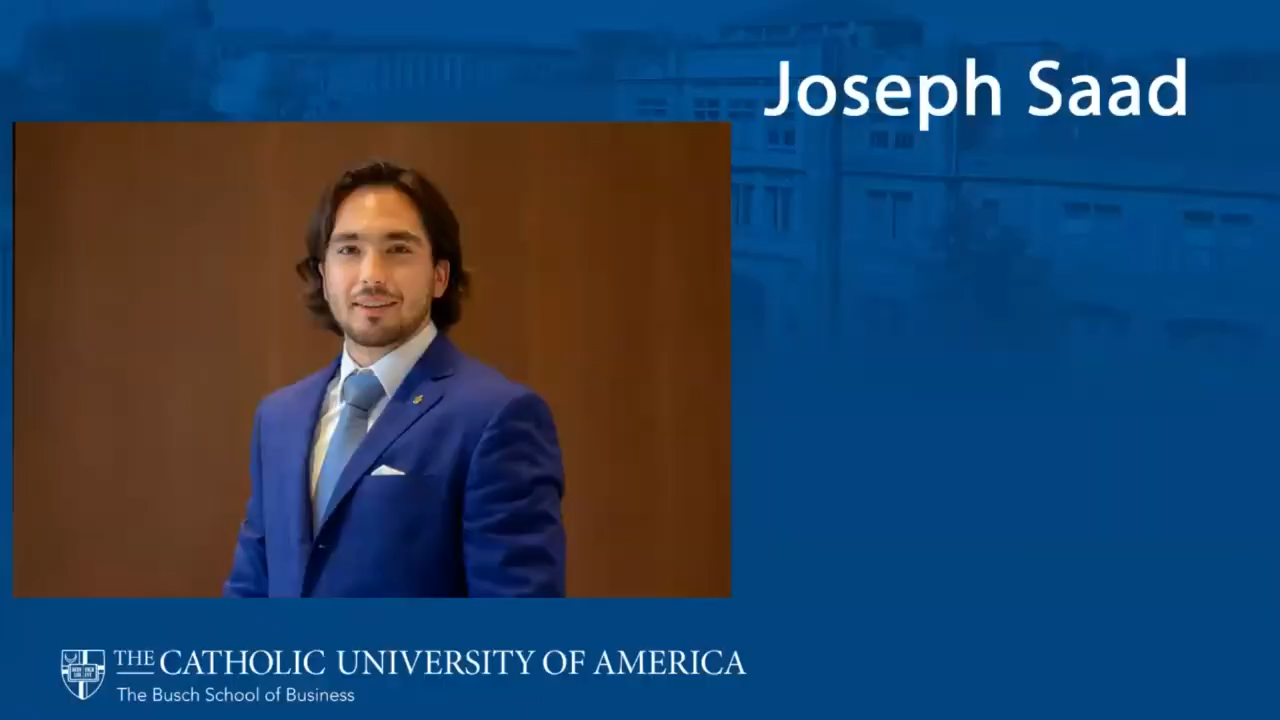 Joseph Saad
THE CATHOLIC UNIVERSITY OF AMERICA
The Busch School of Business